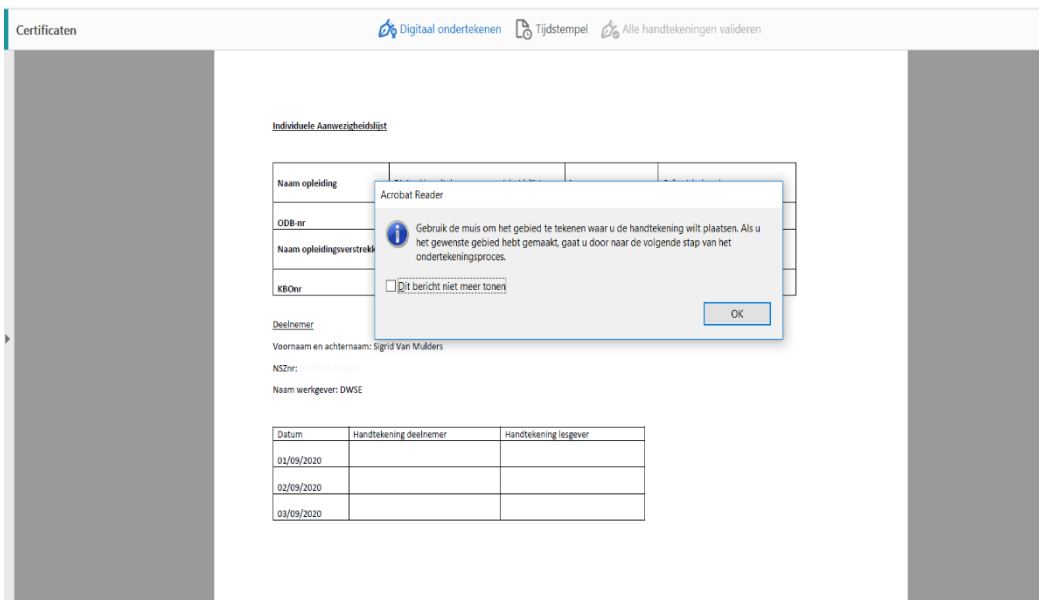 Certificaten
Digitaal ondertekenen Tijdstempel Alle handtekeningen valideren
Individuele Aanwezigheidslijst
Naam opleiding
Acrobat Reader
ODB-nr
Gebruik de muis om het gebied te tekenen waar u de handtekening wilt plaatsen. Als u
het gewenste gebied hebt gemaakt, gaat u door naar de volgende stap van het
ondertekeningsproces.
Naam opleidingsverstrekk
Dit bericht niet meer tonen
KBOnr
OK
Deelnemer
Voornaam en achternaam: Sigrid Van Mulders
NSZnr:
Naam werkgever: DWSE
Datum Handtekening deelnemer Handtekening lesgever
01/09/2020
02/09/2020
03/09/2020